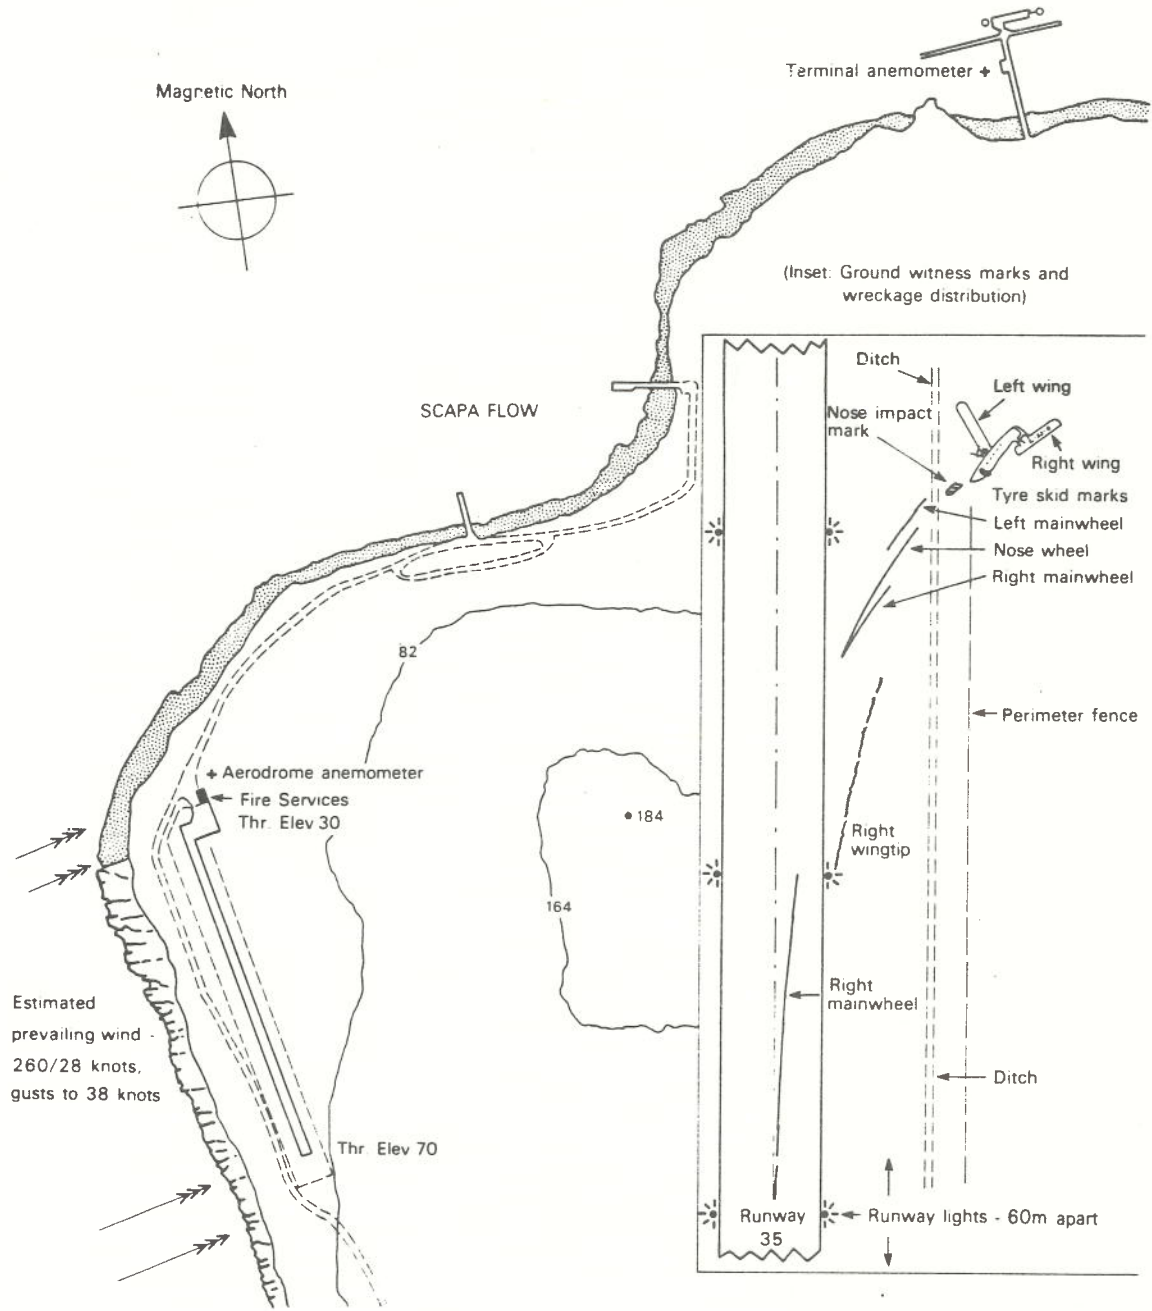 Terminal anemometer
Magnetic North
(Inset: Ground witness marks and
wreckage distribution)
SCAPA FLOW
Ditch
Left wing
Nose impact
mark
Right wing
Tyre skid marks
Left mainwheel
Nose wheel
Right mainwheel
82
Perimeter fence
Aerodrome anemometer
Fire Services
Thr. Elev 30
184
Right
wingtip
164
Right
mainwheel
Estimated
prevailing wind -
260/28 knots,
gusts to 38 knots
Ditch
Thr. Elev 70
Runway
35
Runway lights - 60m apart